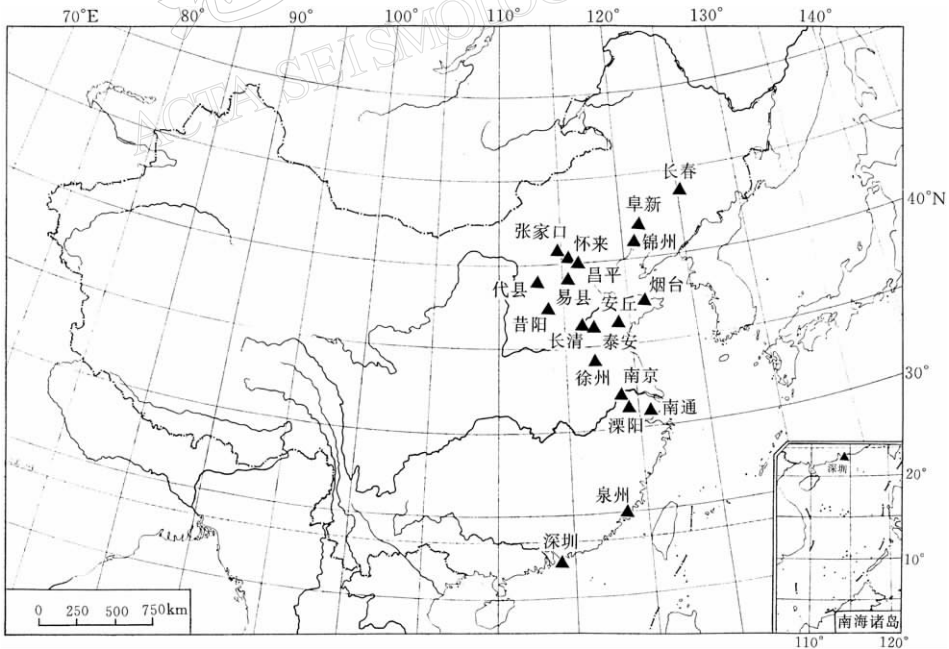 70°E 80° 90° 100° 110° 120° 130° 140°
ACTA SEISMOLO
40°N
长春
阜新
锦州
张家口
怀来
昌平
代县
易县
烟台
安丘
昔阳
长清
泰安
徐州
30°
南京
南通
溧阳
20°
深圳
泉州
深圳
10°
0 250 500 750km
南海诸岛
110° 120°